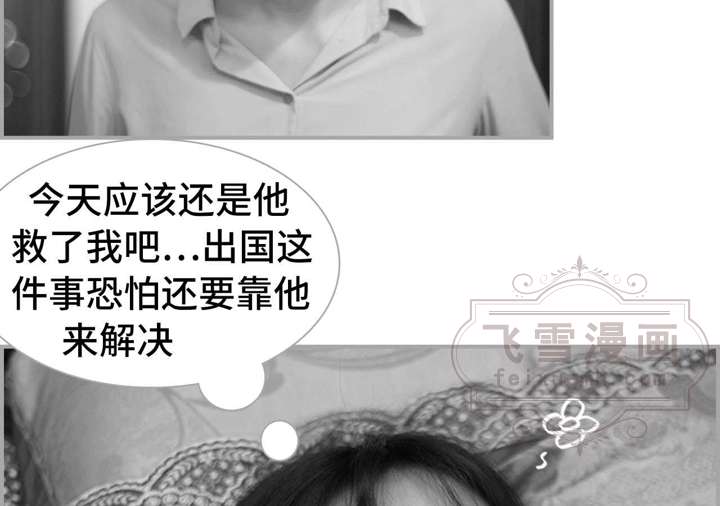 今天应该还是他
救了我吧…出国这
件事恐怕还要靠他
来解决
飞雪漫画